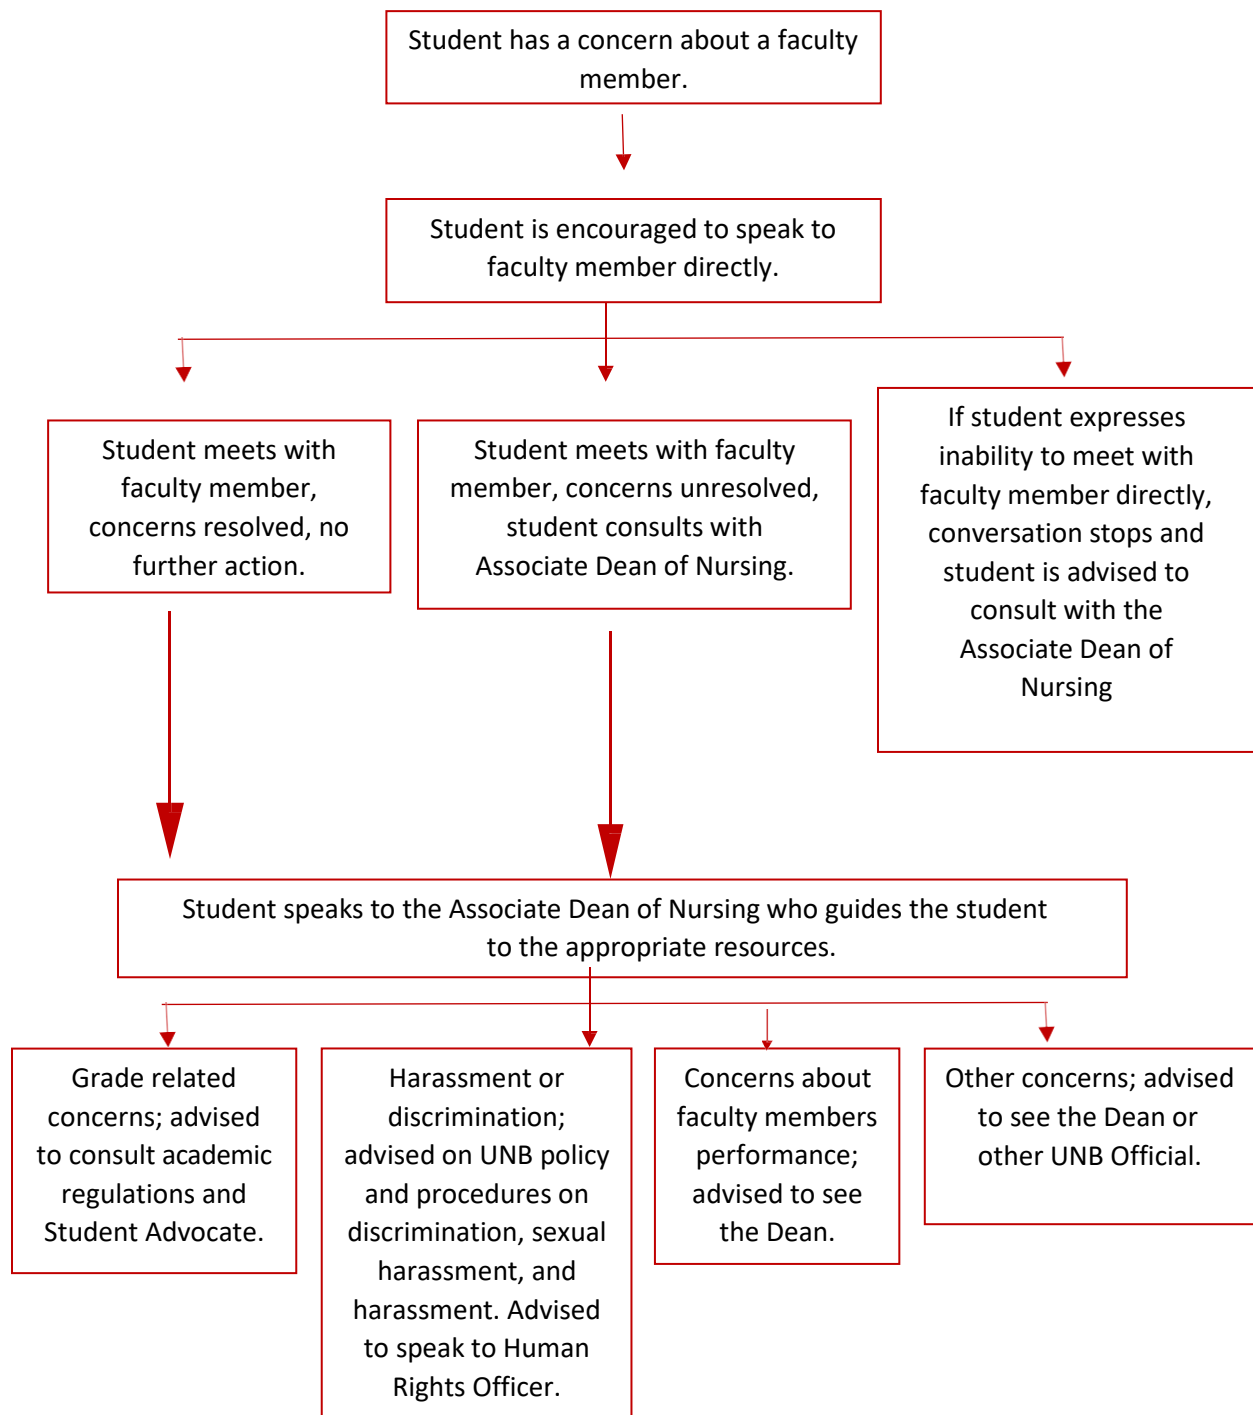 Student has a concern about a faculty
member.
Student is encouraged to speak to
faculty member directly.
Student meets with
faculty member,
concerns resolved, no
further action.
Student meets with faculty
member, concerns unresolved,
student consults with
Associate Dean of Nursing.
If student expresses
inability to meet with
faculty member directly,
conversation stops and
student is advised to
consult with the
Associate Dean of
Nursing
Student speaks to the Associate Dean of Nursing who guides the student
to the appropriate resources.
Grade related
concerns; advised
to consult academic
regulations and
Student Advocate.
Harassment or
discrimination;
advised on UNB policy
and procedures on
discrimination, sexual
harassment, and
harassment. Advised
to speak to Human
Rights Officer.
Concerns about
faculty members
performance;
advised to see
the Dean.
Other concerns; advised
to see the Dean or
other UNB Official.